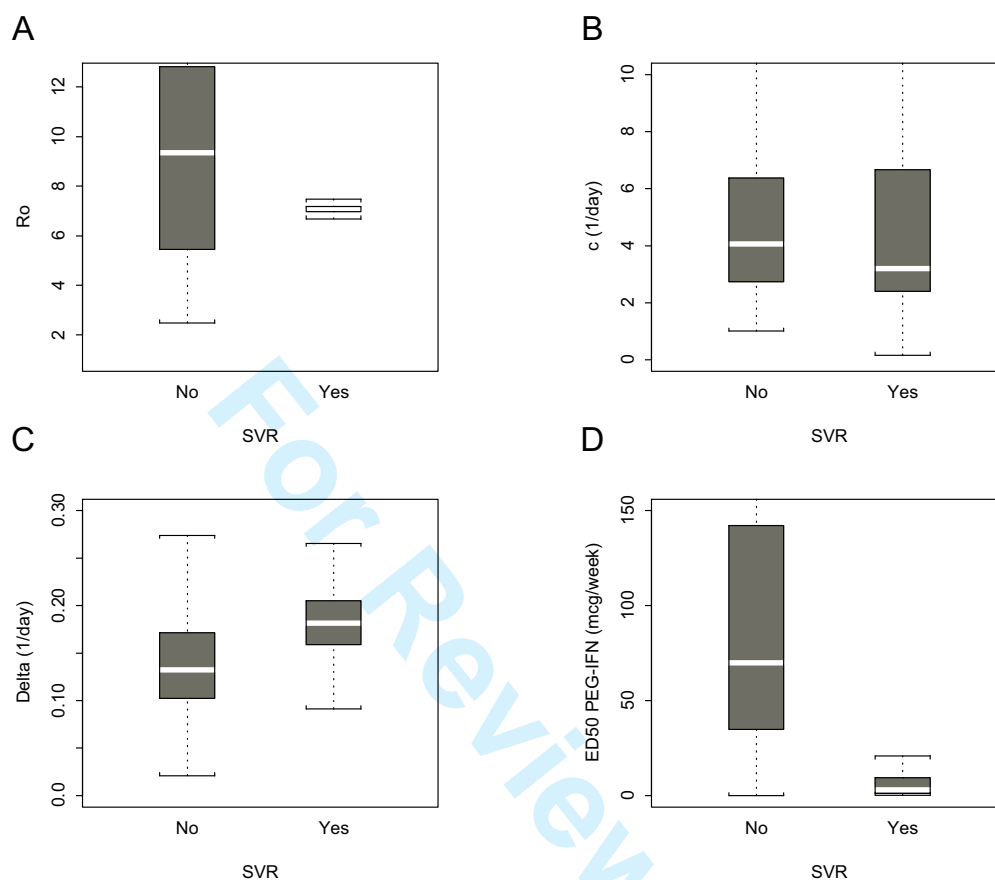 A
B
Ro
12
10
8
6
4
2
No
Yes
SVR
c (1/day)
10
8
6
4
2
0
No
Yes
SVR
C
D
Delta (1/day)
0.30
0.20
0.10
0.0
No
Yes
SVR
ED50 PEG-IFN (mcg/week)
150
100
50
0
No
Yes
SVR
For Review